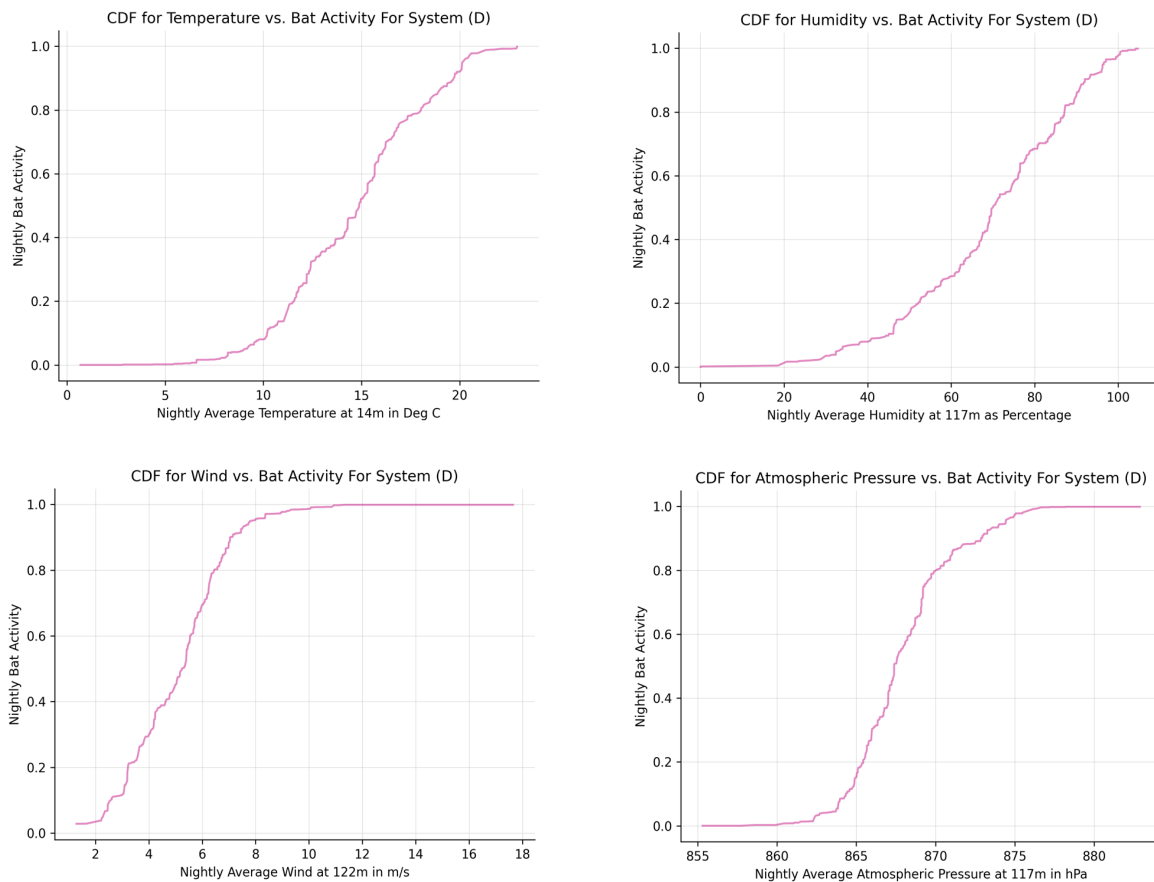 CDF for Temperature vs. Bat Activity For System (D)
1.0
0.8
0.6
0.4
0.2
0.0
Nightly Bat Activity
0 5 10 15 20
Nightly Average Temperature at 14m in Deg C
CDF for Humidity vs. Bat Activity For System (D)
1.0
0.8
0.6
0.4
0.2
0.0
Nightly Bat Activity
0 20 40 60 80 100
Nightly Average Humidity at 117m as Percentage
CDF for Wind vs. Bat Activity For System (D)
1.0
0.8
0.6
0.4
0.2
0.0
Nightly Bat Activity
2 4 6 8 10 12 14 16 18
Nightly Average Wind at 122m in m/s
CDF for Atmospheric Pressure vs. Bat Activity For System (D)
1.0
0.8
0.6
0.4
0.2
0.0
Nightly Bat Activity
855 860 865 870 875 880
Nightly Average Atmospheric Pressure at 117m in hPa